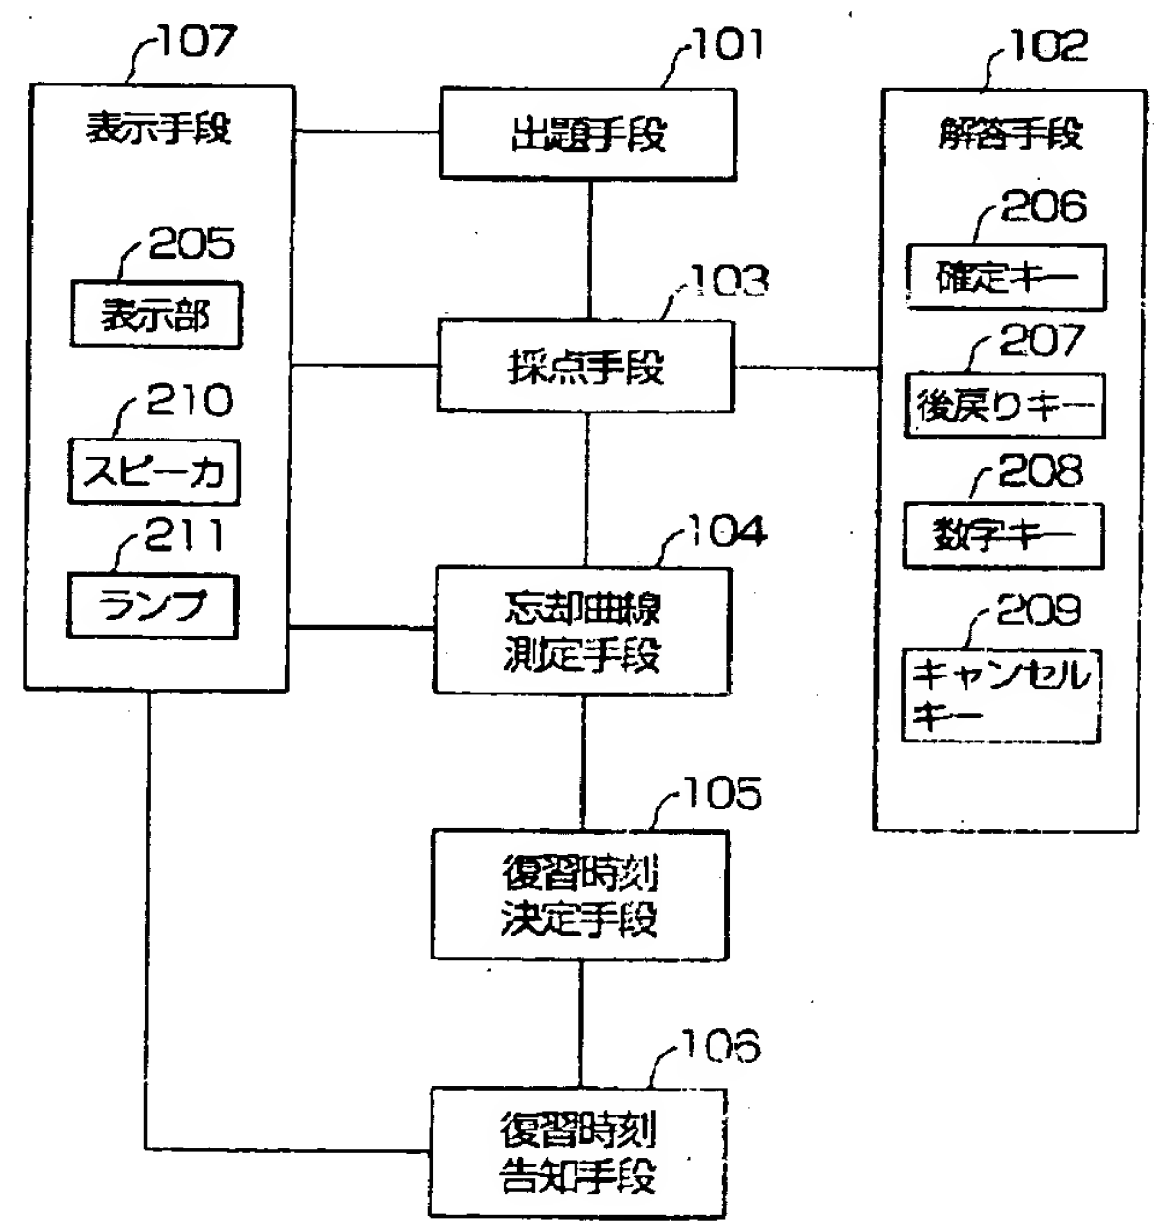 107
表示手段
205
表示部
210
スピーカ
211
ランプ
101
出題手段
103
採点手段
104
忘却曲線
測定手段
105
復習時刻
決定手段
106
復習時刻
告知手段
102
解答手段
206
確定キー
207
後戻りキー
208
数字キー
209
キャンセル
キー